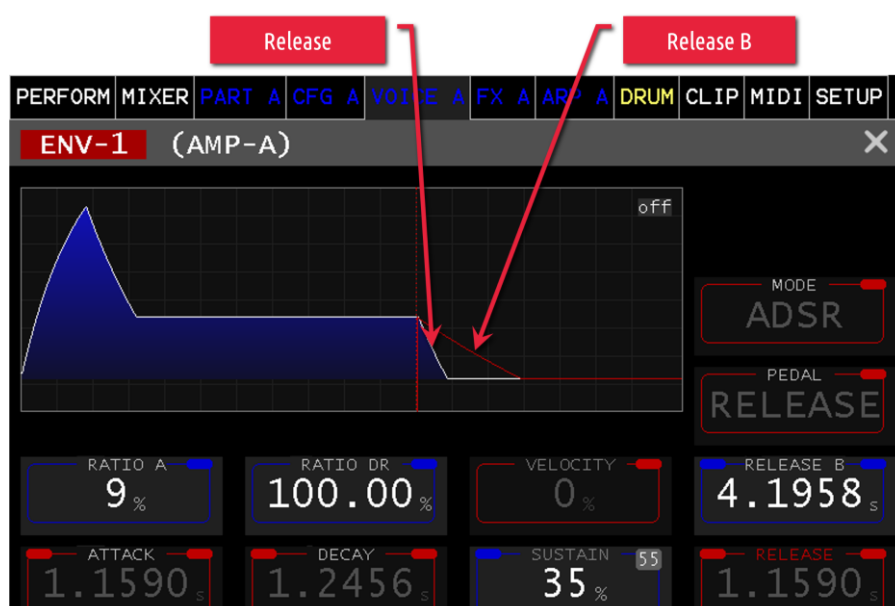 Release Release B
PERFORM MIXER PART A CFG A VOICE A FX A ARP A DRUM CLIP MIDI SETUP
ENV-1 (AMP-A)
off
MODE
ADSR
PEDAL
RELEASE
RATIO A RATIO DR VELOCITY RELEASE B
9 % 100.00 % 0 % 4.1958 s
ATTACK DECAY SUSTAIN 55 RELEASE
1.1590 s 1.2456 s 35 % 1.1590 s